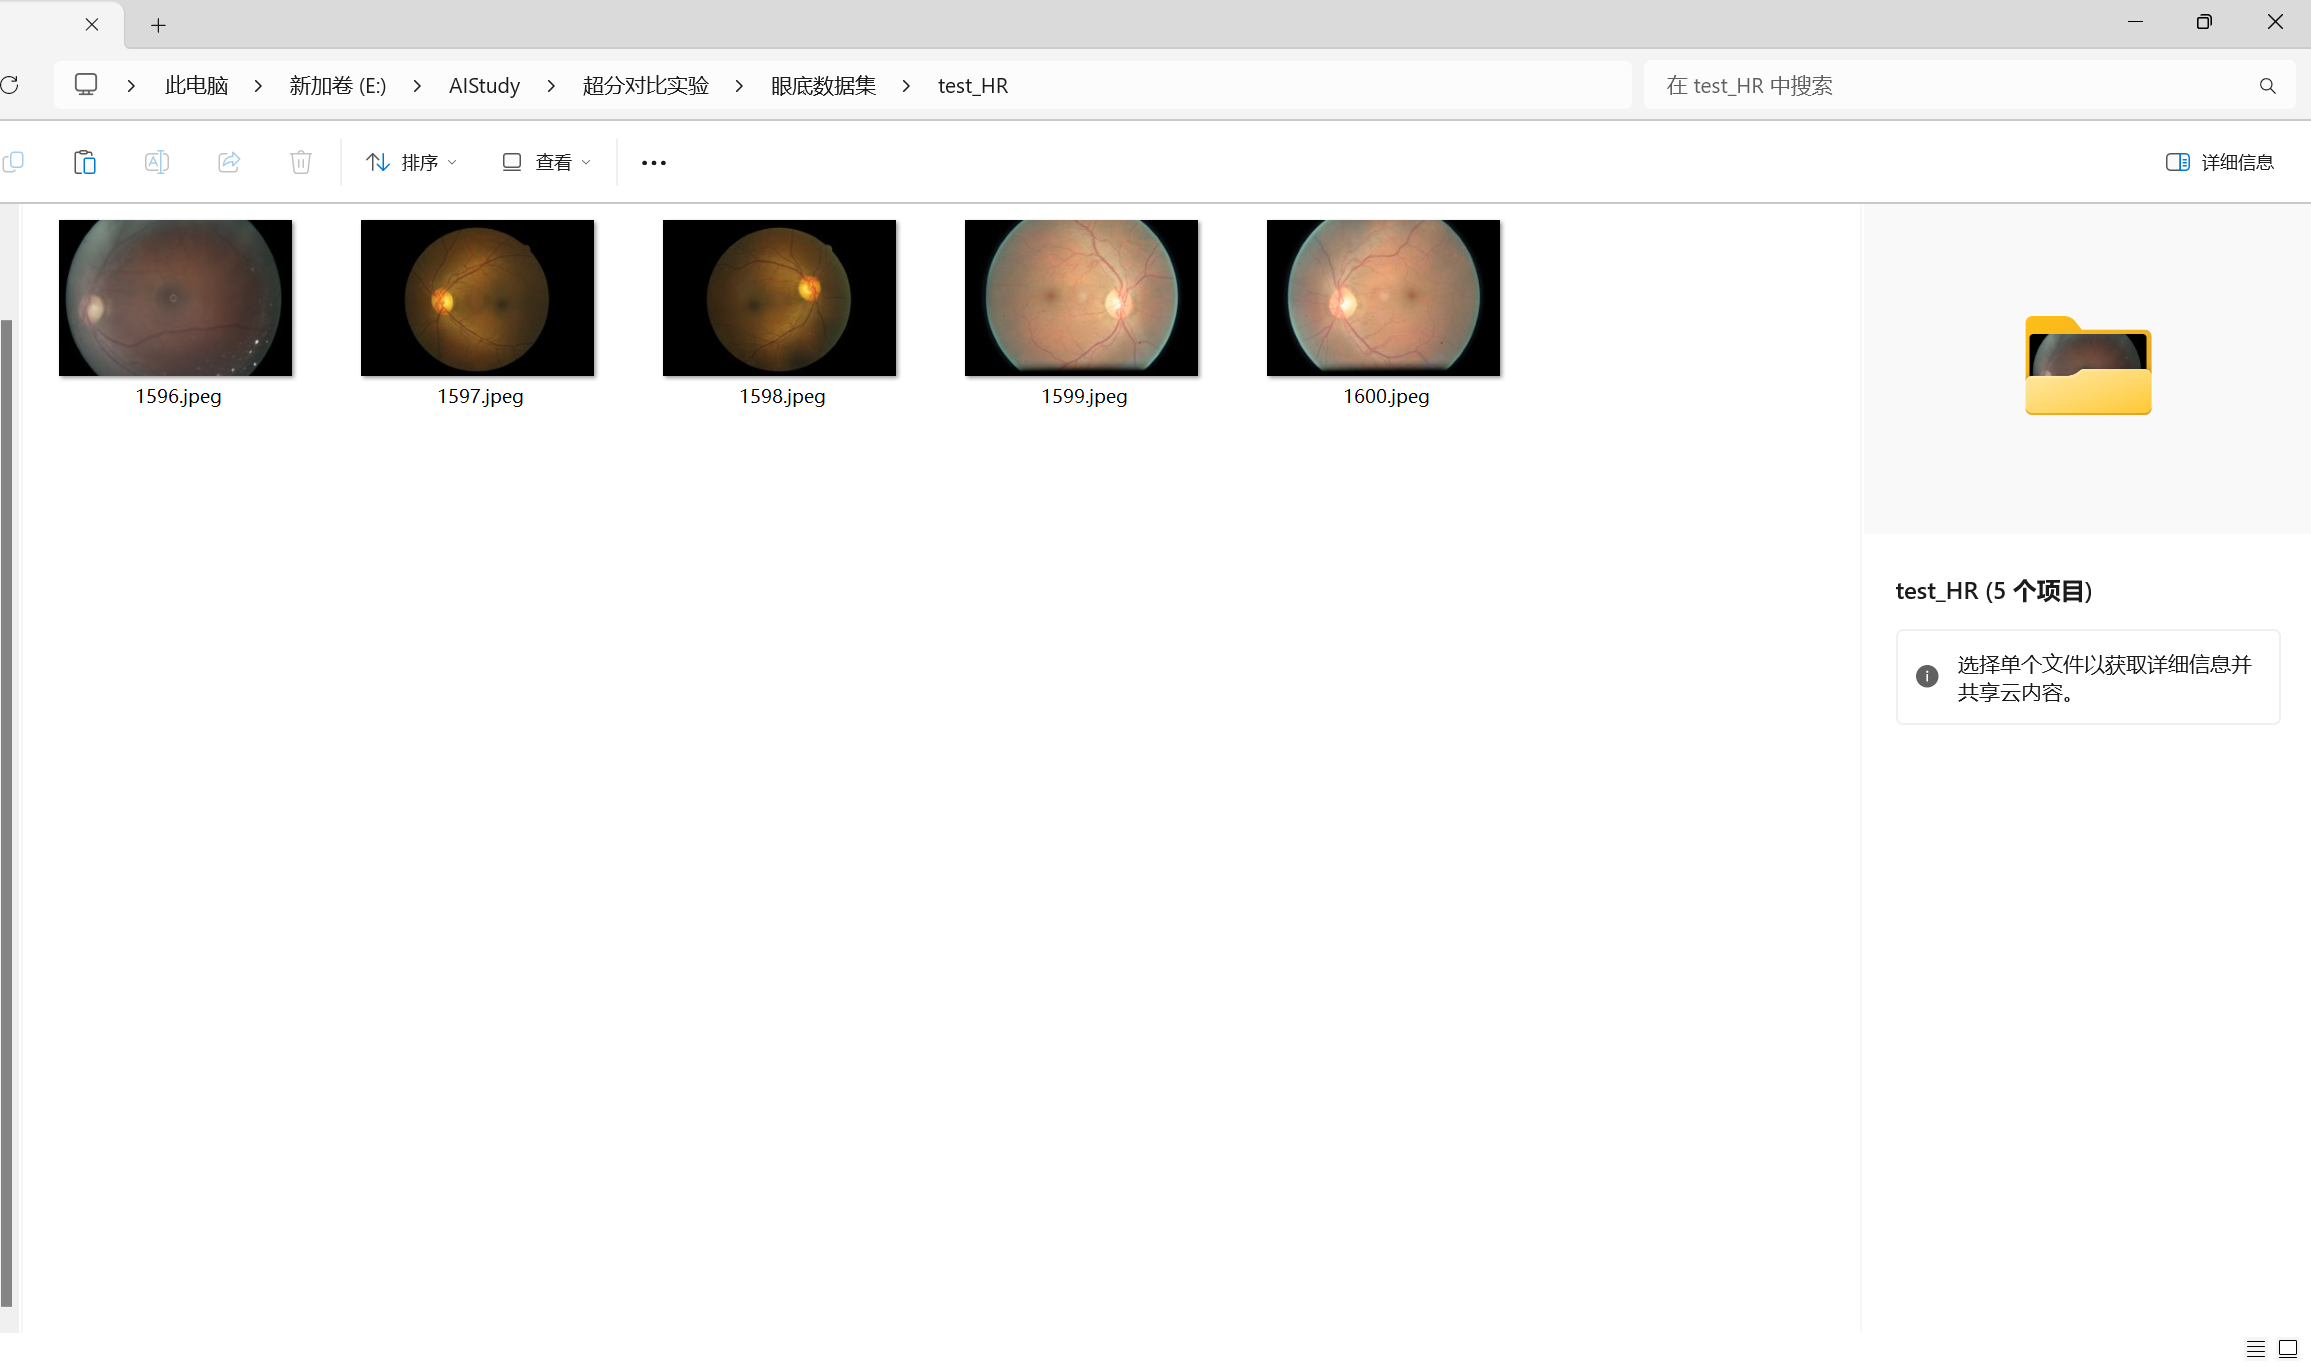 此电脑 新加卷 (E:) AIStudy 超分对比实验 眼底数据集 test_HR
在 test_HR 中搜索
排序 查看 ••• 详细信息
1596.jpeg 1597.jpeg 1598.jpeg 1599.jpeg 1600.jpeg
test_HR (5 个项目)
选择单个文件以获取详细信息并
共享云内容。